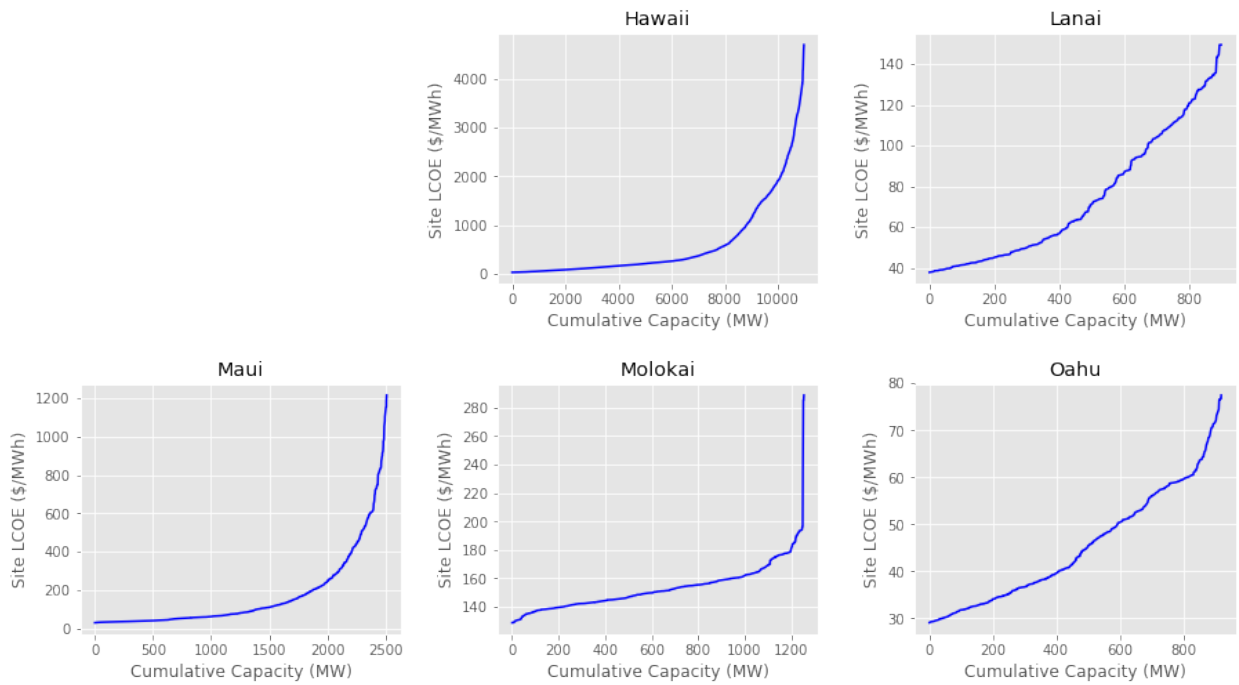 Hawaii
Site LCOE ($/MWh)
4000
3000
2000
1000
0
0 2000 4000 6000 8000 10000
Cumulative Capacity (MW)
Lanai
Site LCOE ($/MWh)
140
120
100
80
60
40
0 200 400 600 800
Cumulative Capacity (MW)
Maui
Site LCOE ($/MWh)
1200
1000
800
600
400
200
0
0 500 1000 1500 2000 2500
Cumulative Capacity (MW)
Molokai
Site LCOE ($/MWh)
280
260
240
220
200
180
160
140
0 200 400 600 800 1000 1200
Cumulative Capacity (MW)
Oahu
Site LCOE ($/MWh)
80
70
60
50
40
30
0 200 400 600 800
Cumulative Capacity (MW)